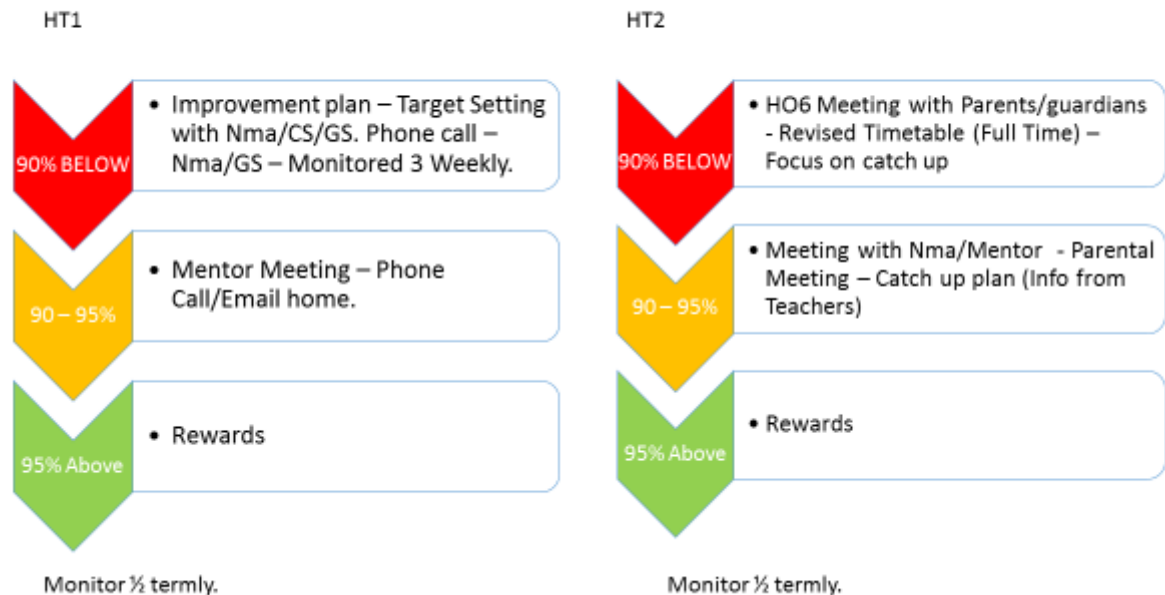 HT1
90% BELOW
• Improvement plan – Target Setting
with Nma/CS/GS. Phone call –
Nma/GS – Monitored 3 Weekly.
90 – 95%
• Mentor Meeting – Phone
Call/Email home.
95% Above
• Rewards
Monitor ½ termly.
HT2
90% BELOW
• HO6 Meeting with Parents/guardians
- Revised Timetable (Full Time) –
Focus on catch up
90 – 95%
• Meeting with Nma/Mentor - Parental
Meeting – Catch up plan (Info from
Teachers)
95% Above
• Rewards
Monitor ½ termly.